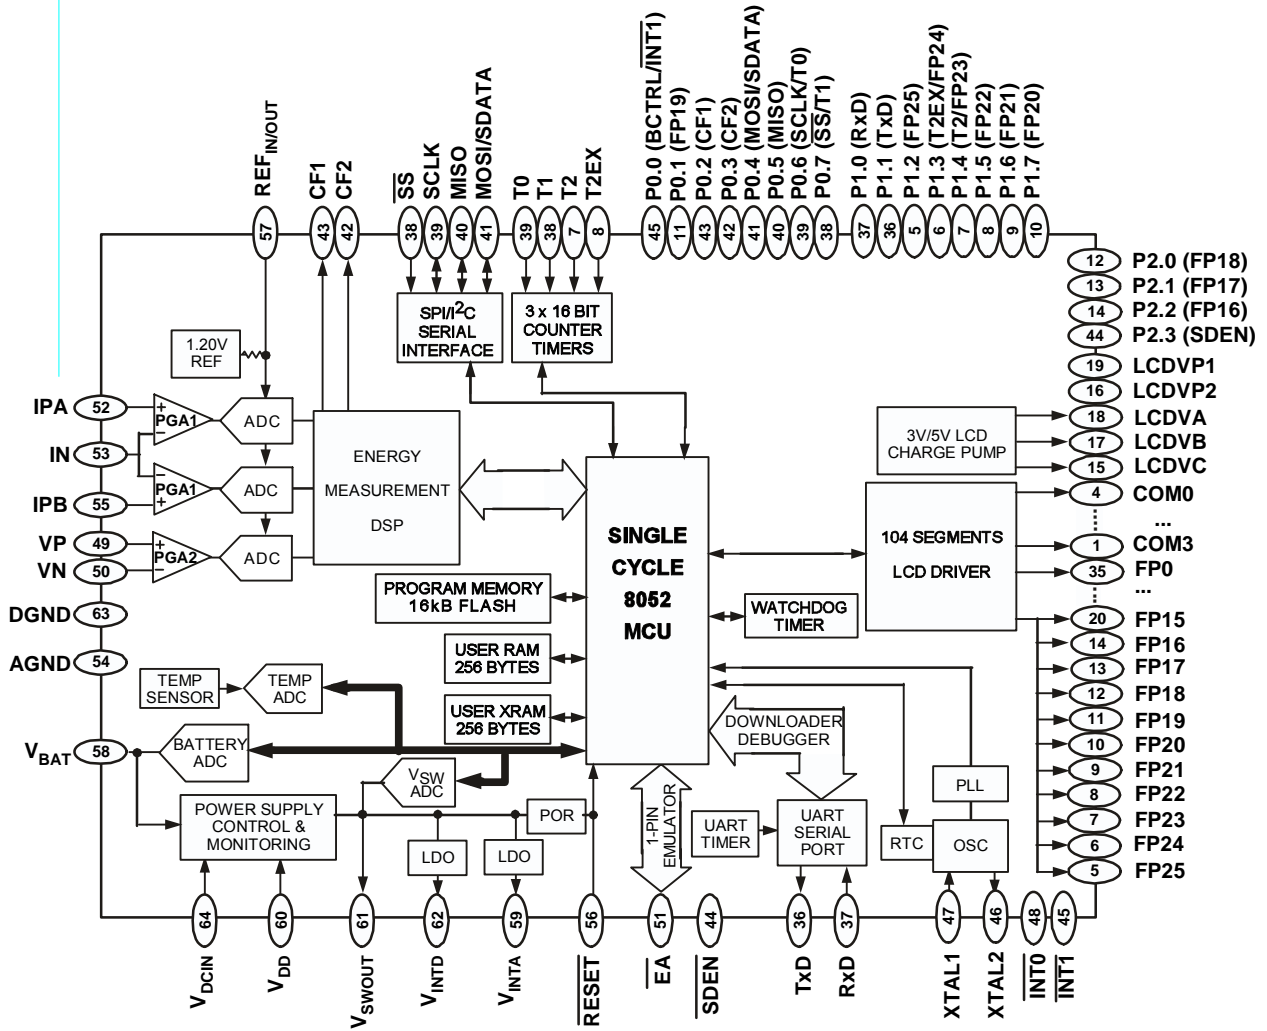 REF IN/OUT
CF1
CF2
SS
SCLK
MISO
MOSI/SDATA
T0
T1
T2
T2EX
P0.0 (BCTRL/INT1)
P0.1 (FP19)
P0.2 (CF1)
P0.3 (CF2)
P0.4 (MOSI/SDATA)
P0.5 (MISO)
P0.6 (SCLK/T0)
P0.7 (SS/T1)
P1.0 (RxD)
P1.1 (TxD)
P1.2 (FP25)
P1.3 (T2EX/FP24)
P1.4 (T2/FP23)
P1.5 (FP22)
P1.6 (FP21)
P1.7 (FP20)
57
43
42
38
39
40
41
39
38
7
8
45
11
43
42
41
40
39
38
37
36
5
6
7
8
9
10
12 P2.0 (FP18)
13 P2.1 (FP17)
14 P2.2 (FP16)
44 P2.3 (SDEN)
19 LCDVP1
16 LCDVP2
18 LCDVA
17 LCDVB
15 LCDVC
4 COM0
...
1 COM3
35 FP0
...
20 FP15
14 FP16
13 FP17
12 FP18
11 FP19
10 FP20
9 FP21
8 FP22
7 FP23
6 FP24
5 FP25
IPA 52
IN 53
IPB 55
VP 49
VN 50
DGND 63
AGND 54
VBAT 58
1.20V
REF
+
PGA1
−
ADC
−
PGA1
+
ADC
+
PGA2
−
ADC
ENERGY
MEASUREMENT
DSP
SPI/I2C
SERIAL
INTERFACE
3 x 16 BIT
COUNTER
TIMERS
3V/5V LCD
CHARGE PUMP
104 SEGMENTS
LCD DRIVER
SINGLE
CYCLE
8052
MCU
PROGRAM MEMORY
16kB FLASH
USER RAM
256 BYTES
USER XRAM
256 BYTES
WATCHDOG
TIMER
TEMP
SENSOR
TEMP
ADC
BATTERY
ADC
VSW
ADC
POWER SUPPLY
CONTROL &
MONITORING
LDO
LDO
POR
1-PIN
EMULATOR
DOWNLOADER
DEBUGGER
UART
TIMER
UART
SERIAL
PORT
PLL
RTC
OSC
64
60
61
62
59
56
51
44
36
37
47
46
48
45
VDCIN
VDD
VSWOUT
VINTD
VINTA
RESET
EA
SDEN
TxD
RxD
XTAL1
XTAL2
INT0
INT1